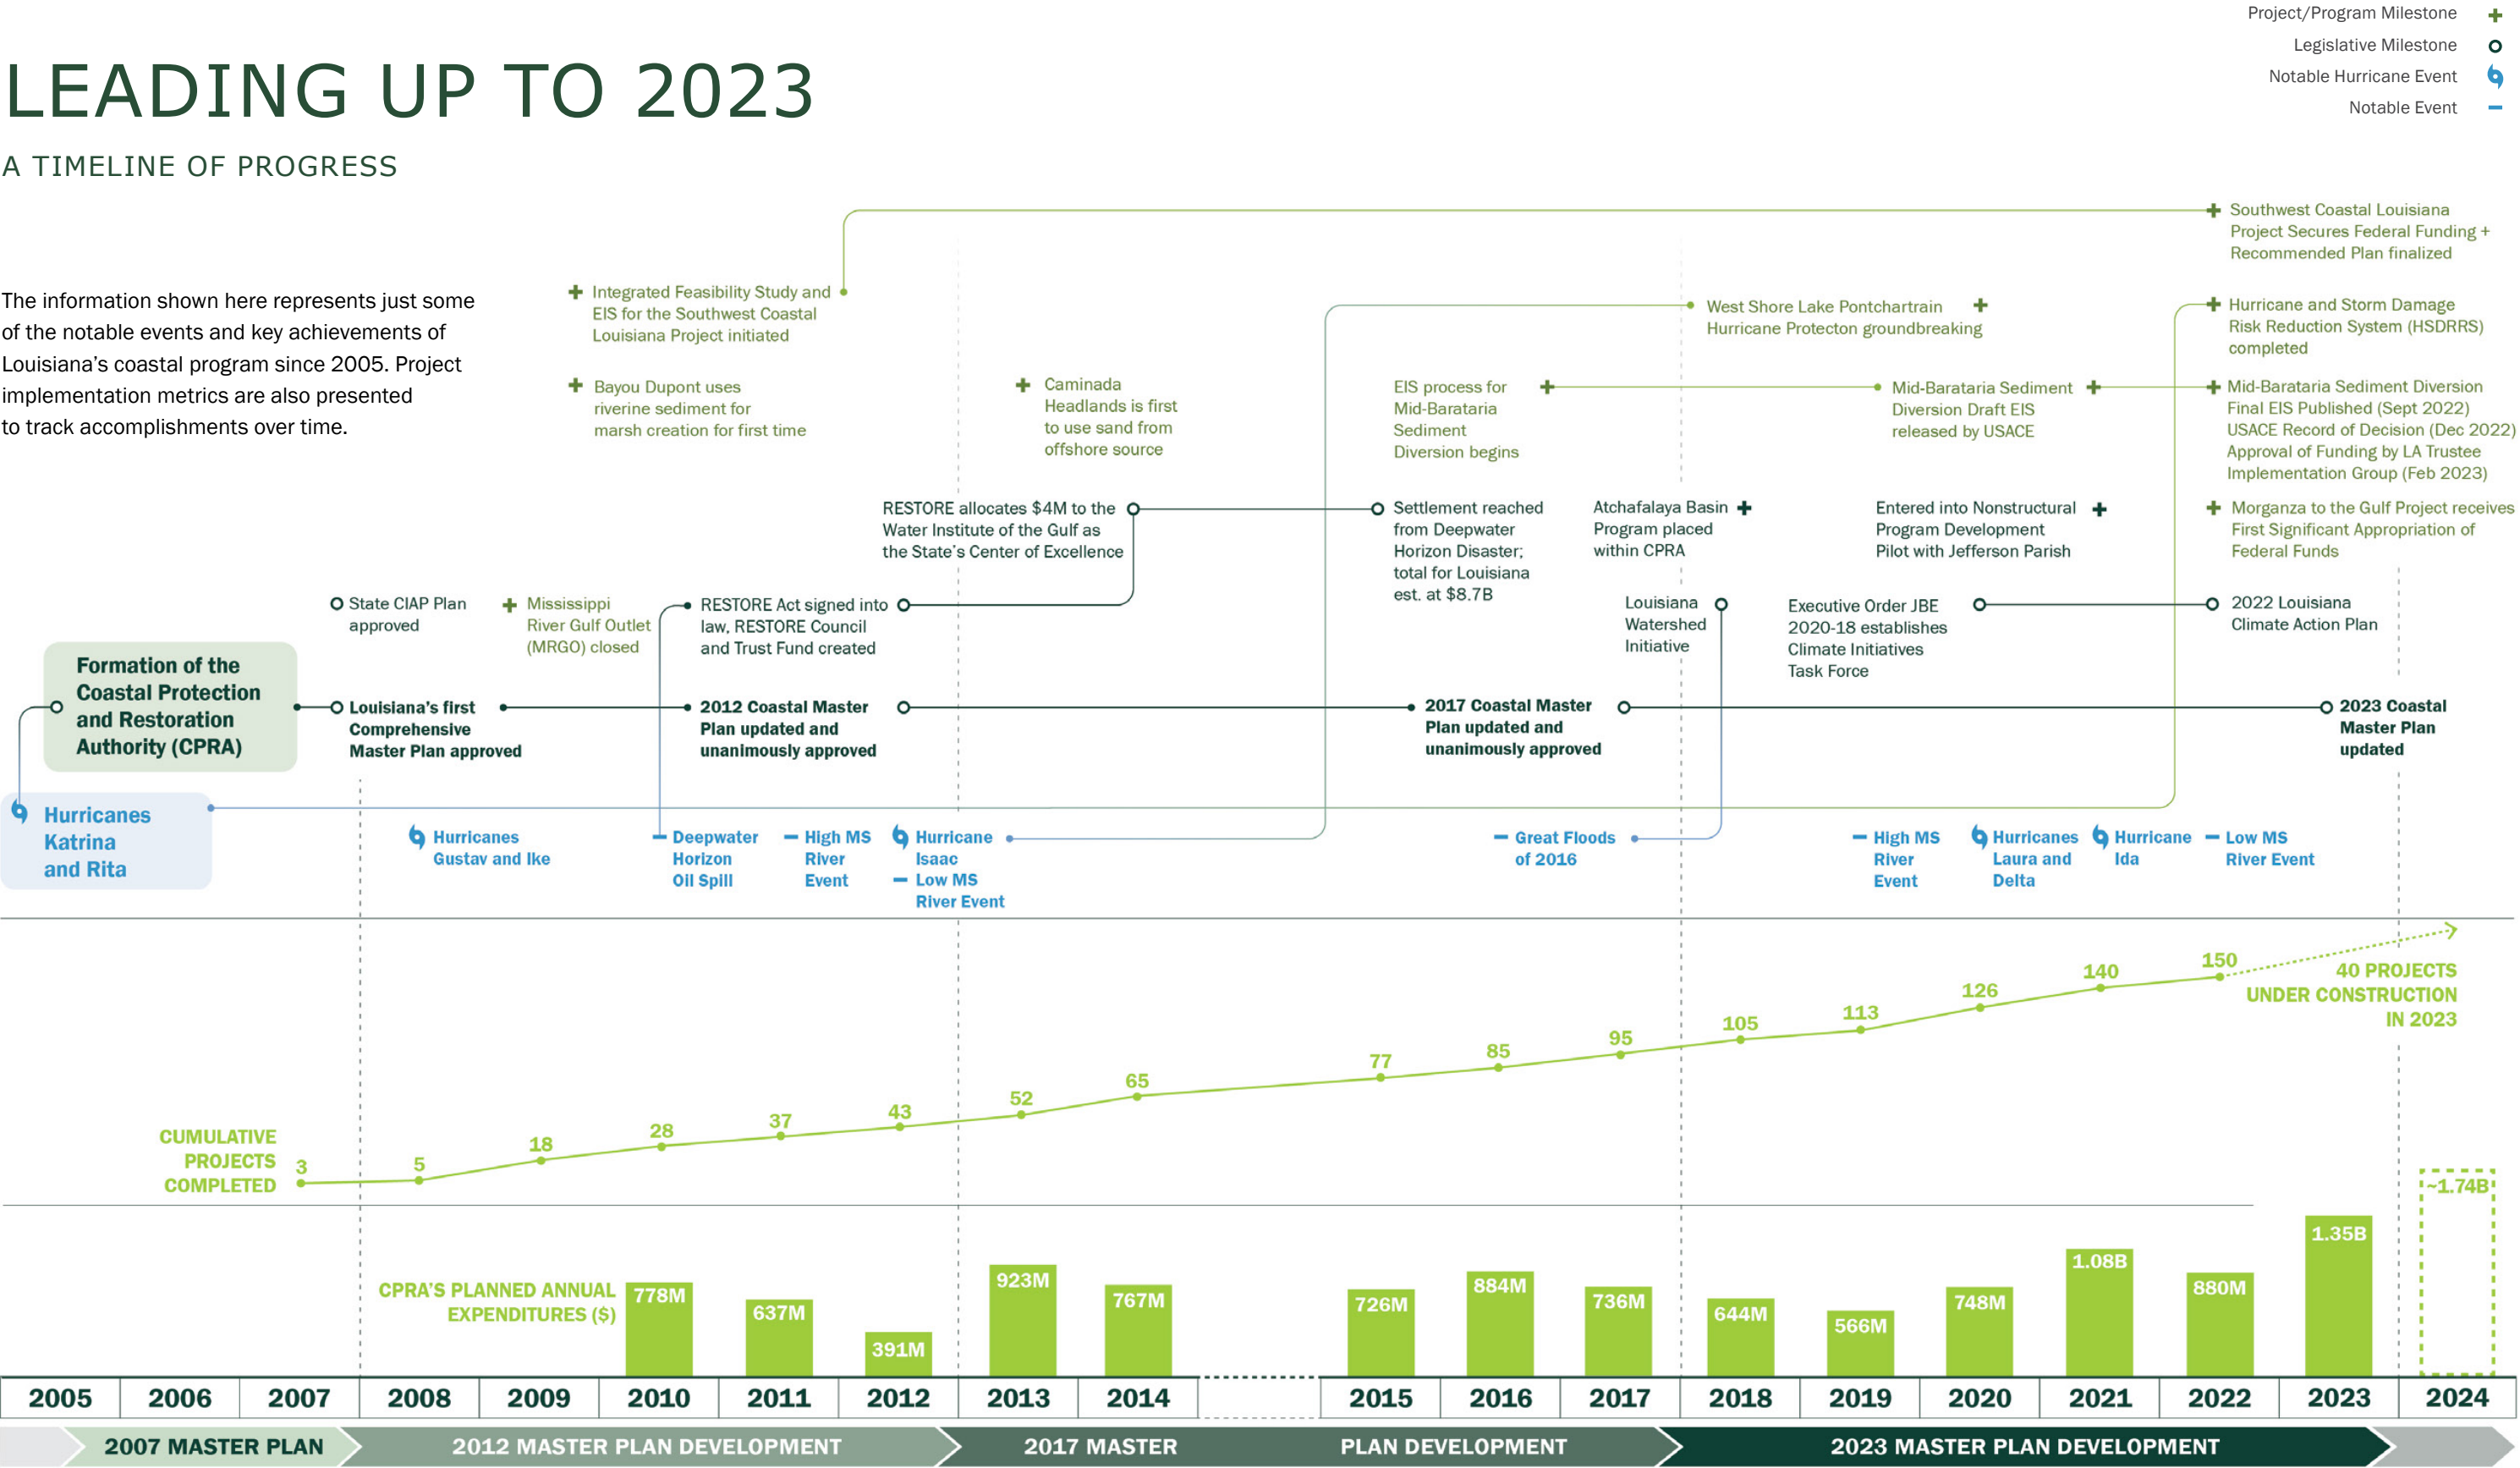 Project/Program Milestone
Legislative Milestone
Notable Hurricane Event
Notable Event
LEADING UP TO 2023
A TIMELINE OF PROGRESS
The information shown here represents just some
of the notable events and key achievements of
Louisiana's coastal program since 2005. Project
implementation metrics are also presented
to track accomplishments over time.
Southwest Coastal Louisiana
Project Secures Federal Funding +
Recommended Plan finalized
Integrated Feasibility Study and
EIS for the Southwest Coastal
Louisiana Project initiated
West Shore Lake Pontchartrain
Hurricane Protecton groundbreaking
Hurricane and Storm Damage
Risk Reduction System (HSDRRS)
completed
Bayou Dupont uses
riverine sediment for
marsh creation for first time
Caminada
Headlands is first
to use sand from
offshore source
EIS process for
Mid-Barataria
Sediment
Diversion begins
Mid-Barataria Sediment
Diversion Draft EIS
released by USACE
Mid-Barataria Sediment Diversion
Final EIS Published (Sept 2022)
USACE Record of Decision (Dec 2022)
Approval of Funding by LA Trustee
Implementation Group (Feb 2023)
RESTORE allocates $4M to the
Water Institute of the Gulf as
the State's Center of Excellence
Settlement reached
from Deepwater
Horizon Disaster;
total for Louisiana
est. at $8.7B
Atchafalaya Basin
Program placed
within CPRA
Entered into Nonstructural
Program Development
Pilot with Jefferson Parish
Morganza to the Gulf Project receives
First Significant Appropriation of
Federal Funds
State CIAP Plan
approved
Mississippi
River Gulf Outlet
(MRGO) closed
RESTORE Act signed into
law, RESTORE Council
and Trust Fund created
Louisiana
Watershed
Initiative
Executive Order JBE
2020-18 establishes
Climate Initiatives
Task Force
2022 Louisiana
Climate Action Plan
Formation of the
Coastal Protection
and Restoration
Authority (CPRA)
Louisiana's first
Comprehensive
Master Plan approved
2012 Coastal Master
Plan updated and
unanimously approved
2017 Coastal Master
Plan updated and
unanimously approved
2023 Coastal
Master Plan
updated
Hurricanes
Katrina
and Rita
Hurricanes
Gustav and Ike
Deepwater
Horizon
Oil Spill
High MS
River
Event
Hurricane
Isaac
Low MS
River Event
Great Floods
of 2016
High MS
River
Event
Hurricanes
Laura and
Delta
Hurricane
Ida
Low MS
River Event
CUMULATIVE
PROJECTS
COMPLETED
3
5
18
28
37
43
52
65
77
85
95
105
113
126
140
150
40 PROJECTS
UNDER CONSTRUCTION
IN 2023
CPRA'S PLANNED ANNUAL
EXPENDITURES ($)
778M
637M
391M
923M
767M
726M
884M
736M
644M
566M
748M
1.08B
880M
1.35B
~1.74B
2005 2006 2007 2008 2009 2010 2011 2012 2013 2014 2015 2016 2017 2018 2019 2020 2021 2022 2023 2024
2007 MASTER PLAN 2012 MASTER PLAN DEVELOPMENT 2017 MASTER PLAN DEVELOPMENT 2023 MASTER PLAN DEVELOPMENT